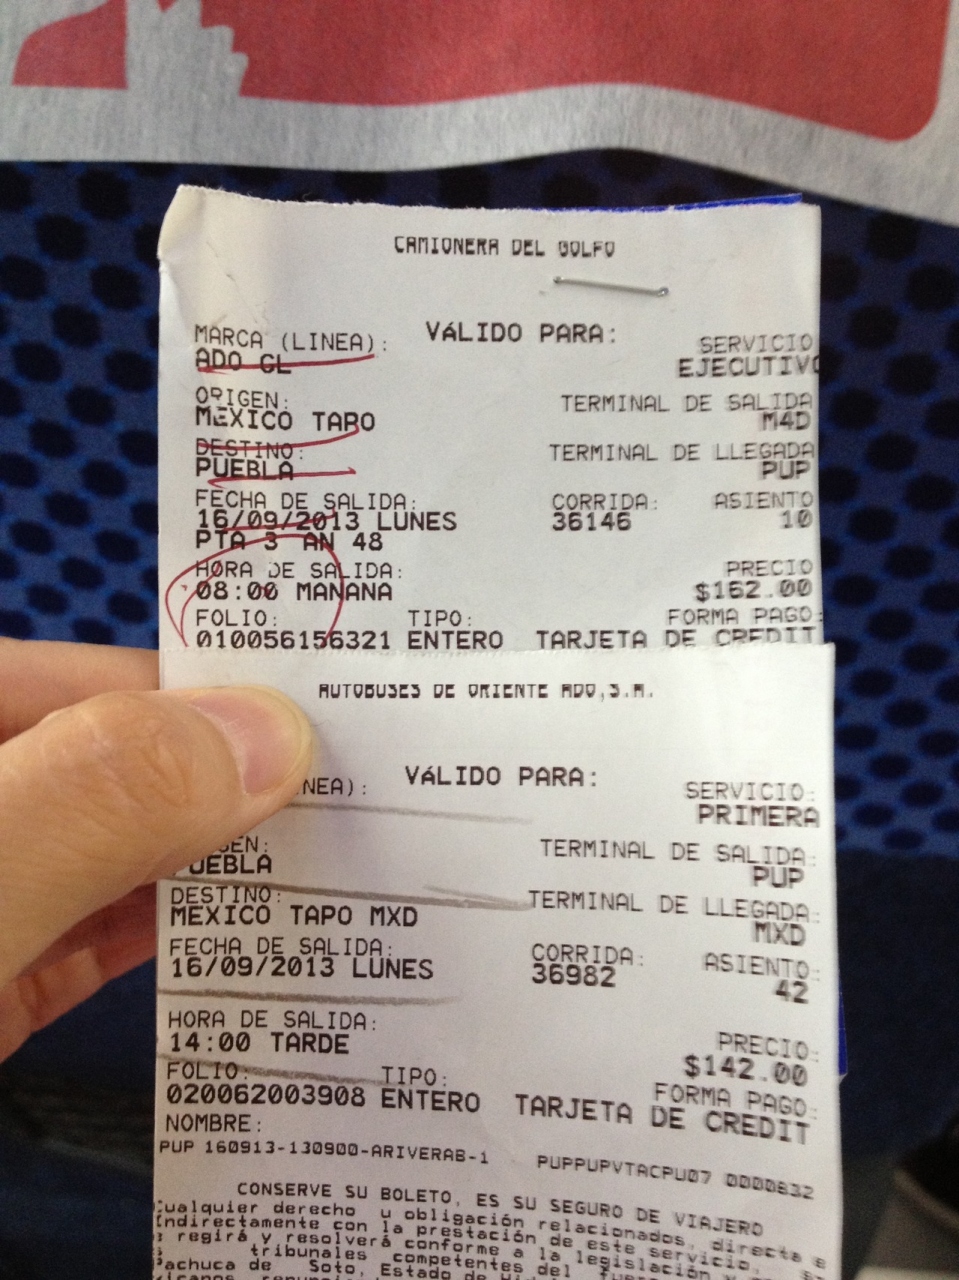 CAMIONERA DEL GOLFO
VÁLIDO PARA:
MARCA (LINEA): SERVICIO
ADO GL EJECUTIVO
ORIGEN: TERMINAL DE SALIDA
MEXICO TAPO M4D
DESTINO: TERMINAL DE LLEGADA
PUEBLA PUP
FECHA DE SALIDA: CORRIDA: ASIENTO
16/09/2013 LUNES 36146 10
PTA 3 AN 48
HORA DE SALIDA: PRECIO
08:00 MANANA $162.00
FOLIO: TIPO: FORMA PAGO:
010056156321 ENTERO TARJETA DE CREDIT
AUTOBUSES DE ORIENTE ADO,S.A.
VÁLIDO PARA:
NEA): SERVICIO:
PRIMERA
GEN: TERMINAL DE SALIDA:
PUEBLA PUP
DESTINO: TERMINAL DE LLEGADA:
MEXICO TAPO MXD MXD
FECHA DE SALIDA: CORRIDA: ASIENTO:
16/09/2013 LUNES 36982 42
HORA DE SALIDA: PRECIO:
14:00 TARDE $142.00
FOLIO: TIPO: FORMA PAGO:
020062003908 ENTERO TARJETA DE CREDIT
NOMBRE:
PUP 160913-130900-ARIVERAB-1 PUPPUPVTACPU07 0000832
CONSERVE SU BOLETO, ES SU SEGURO DE VIAJERO
Cualquier derecho u obligación relacionados, directa e
Indirectamente con la prestación de este servicio,
regirá y resolverá conforme a la legislación y
tribunales competentes del
achuca de Soto, Estado de